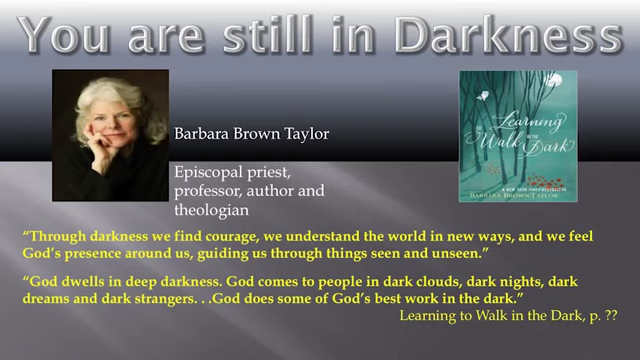 You are still in Darkness
Barbara Brown Taylor
Episcopal priest,
professor, author and
theologian
Learning
to Walk in the
Dark
A NEW YORK TIMES BESTSELLER
BARBARA BROWN TAYLOR
“Through darkness we find courage, we understand the world in new ways, and we feel
God’s presence around us, guiding us through things seen and unseen.”
“God dwells in deep darkness. God comes to people in dark clouds, dark nights, dark
dreams and dark strangers. . .God does some of God’s best work in the dark.”
Learning to Walk in the Dark, p. ??